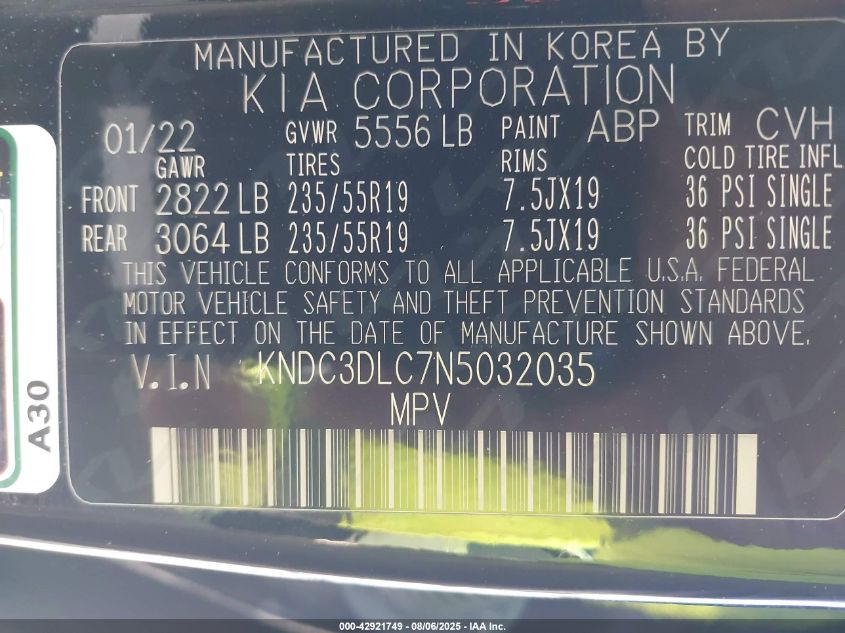 MANUFACTURED IN KOREA BY
KIA CORPORATION
01/22 GVWR 5556 LB PAINT ABP TRIM CVH
GAWR TIRES RIMS COLD TIRE INFL
FRONT 2822 LB 235/55R19 7.5JX19 36 PSI SINGLE
REAR 3064 LB 235/55R19 7.5JX19 36 PSI SINGLE
THIS VEHICLE CONFORMS TO ALL APPLICABLE U.S.A. FEDERAL
MOTOR VEHICLE SAFETY AND THEFT PREVENTION STANDARDS
IN EFFECT ON THE DATE OF MANUFACTURE SHOWN ABOVE.
V.I.N KNDC3DLC7N5032035
MPV
A30
000-42921749 - 08/06/2025 - IAA Inc.